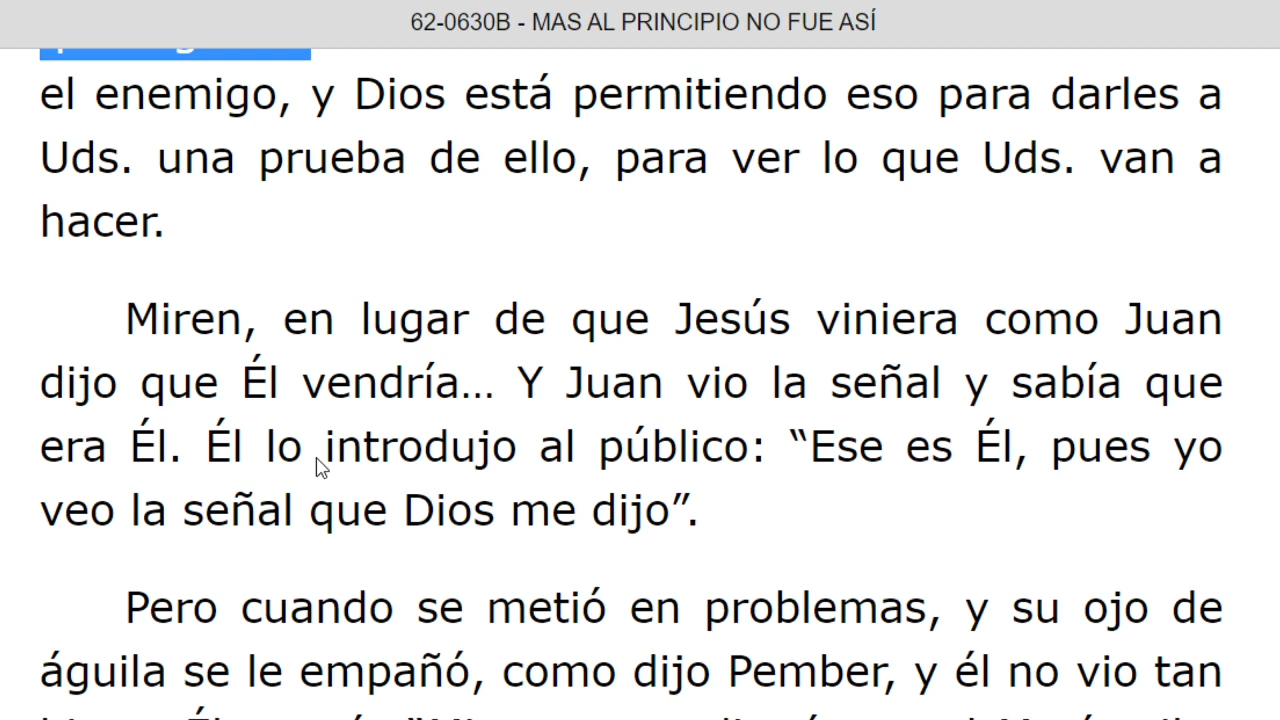 62-0630B - MAS AL PRINCIPIO NO FUE ASÍ
el enemigo, y Dios está permitiendo eso para darles a
Uds. una prueba de ello, para ver lo que Uds. van a
hacer.
Miren, en lugar de que Jesús viniera como Juan
dijo que Él vendría… Y Juan vio la señal y sabía que
era Él. Él lo introdujo al público: “Ese es Él, pues yo
veo la señal que Dios me dijo”.
Pero cuando se metió en problemas, y su ojo de
águila se le empañó, como dijo Pember, y él no vio tan